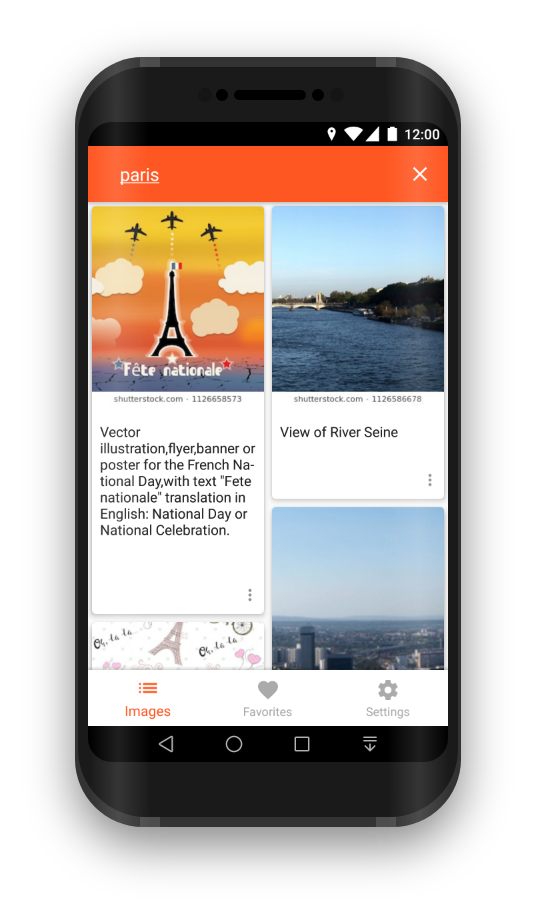 12:00
paris
Fête nationale
shutterstock.com · 1126658573
Vector
illustration,flyer,banner or
poster for the French Na-
tional Day,with text "Fete
nationale" translation in
English: National Day or
National Celebration.
shutterstock.com · 1126586678
View of River Seine
Oh, la la
Oh, la la
Images
Favorites
Settings